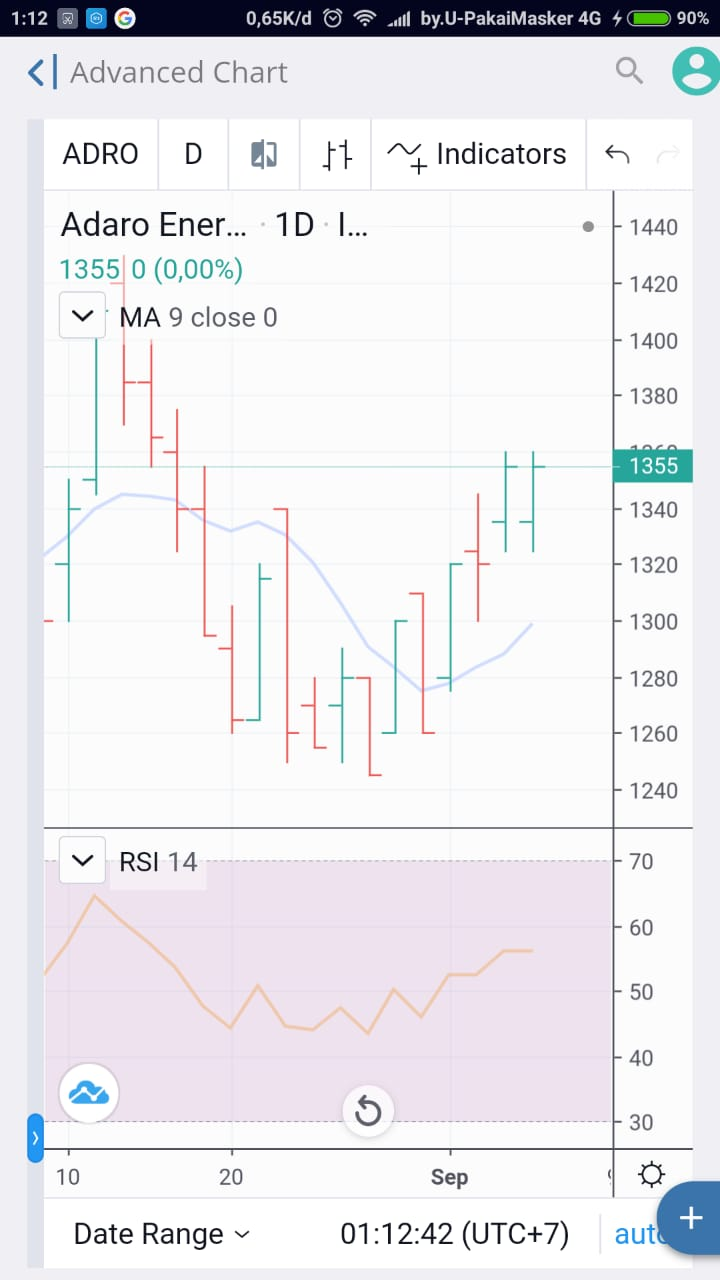 1:12 0,65K/d by.U-PakaiMasker 4G 90%
Advanced Chart
ADRO D Indicators
Adaro Ener... · 1D · I...
1355 0 (0,00%)
MA 9 close 0
1440
1420
1400
1380
1355
1340
1320
1300
1280
1260
1240
RSI 14
70
60
50
40
30
10 20 Sep
Date Range 01:12:42 (UTC+7)